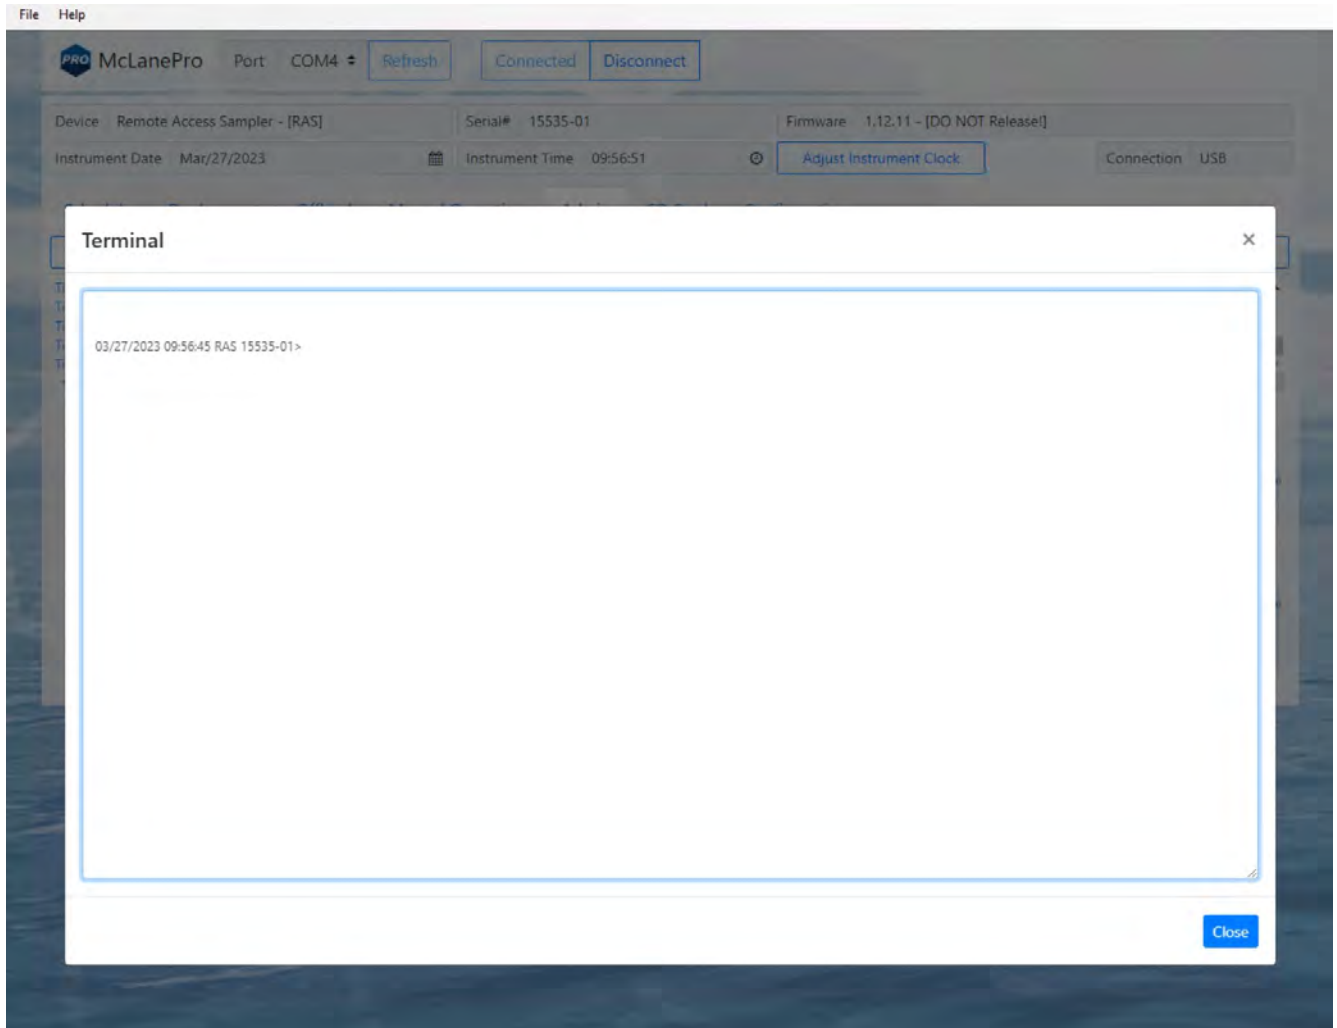 File Help
PRO McLanePro Port COM4 Refresh Connected Disconnect
Device Remote Access Sampler - [RAS] Serial# 15535-01 Firmware 1.12.11 - [DO NOT Release!]
Instrument Date Mar/27/2023 Instrument Time 09:56:51 Adjust Instrument Clock Connection USB
Terminal ×
03/27/2023 09:56:45 RAS 15535-01>
Close